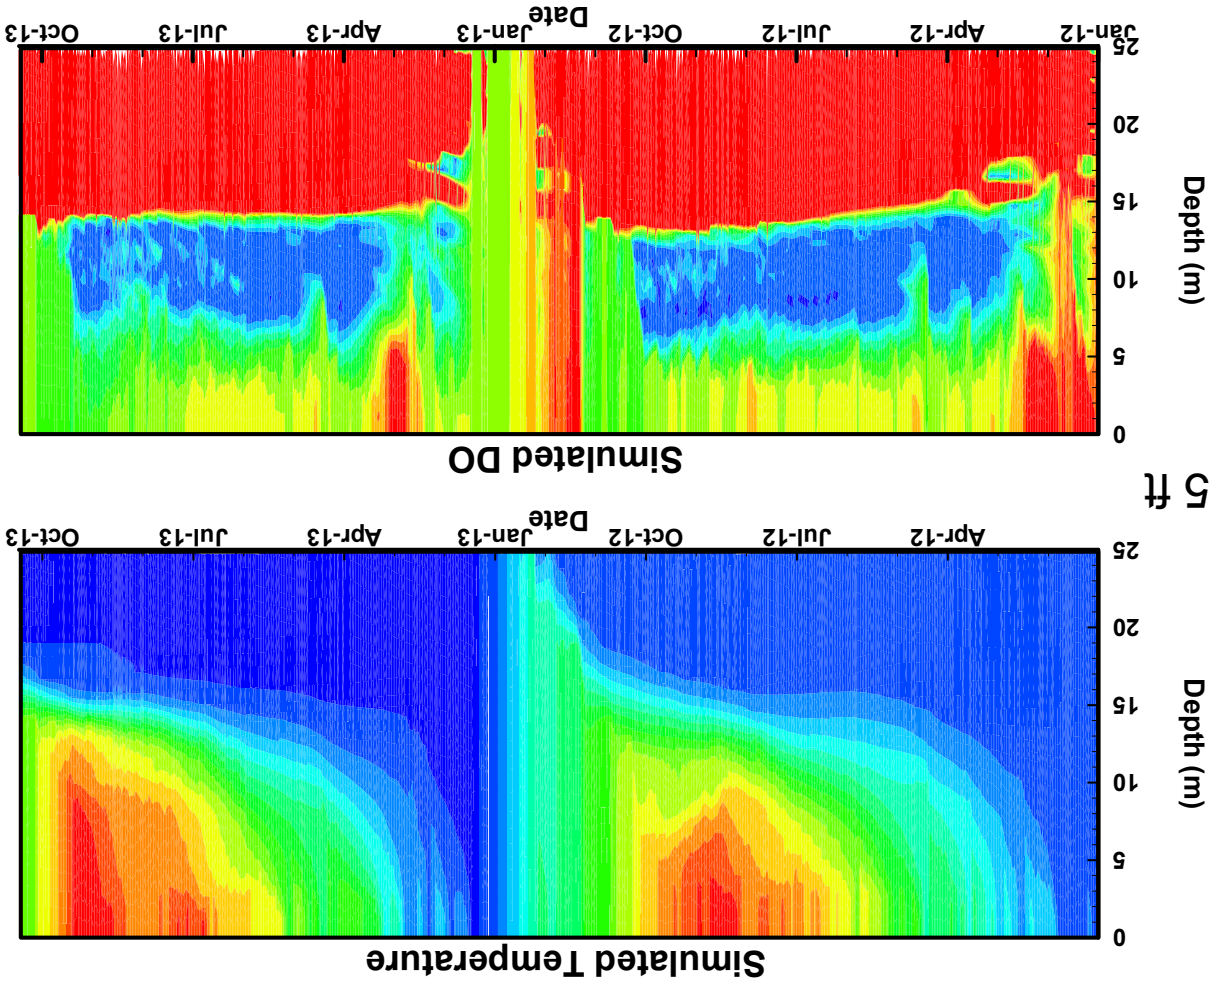 Simulated Temperature
Depth (m)
0
5
10
15
20
25
Apr-12 Jul-12 Oct-12 Jan-13 Apr-13 Jul-13 Oct-13
Date
5 ft
Simulated DO
Depth (m)
0
5
10
15
20
25
Jan-12 Apr-12 Jul-12 Oct-12 Jan-13 Apr-13 Jul-13 Oct-13
Date